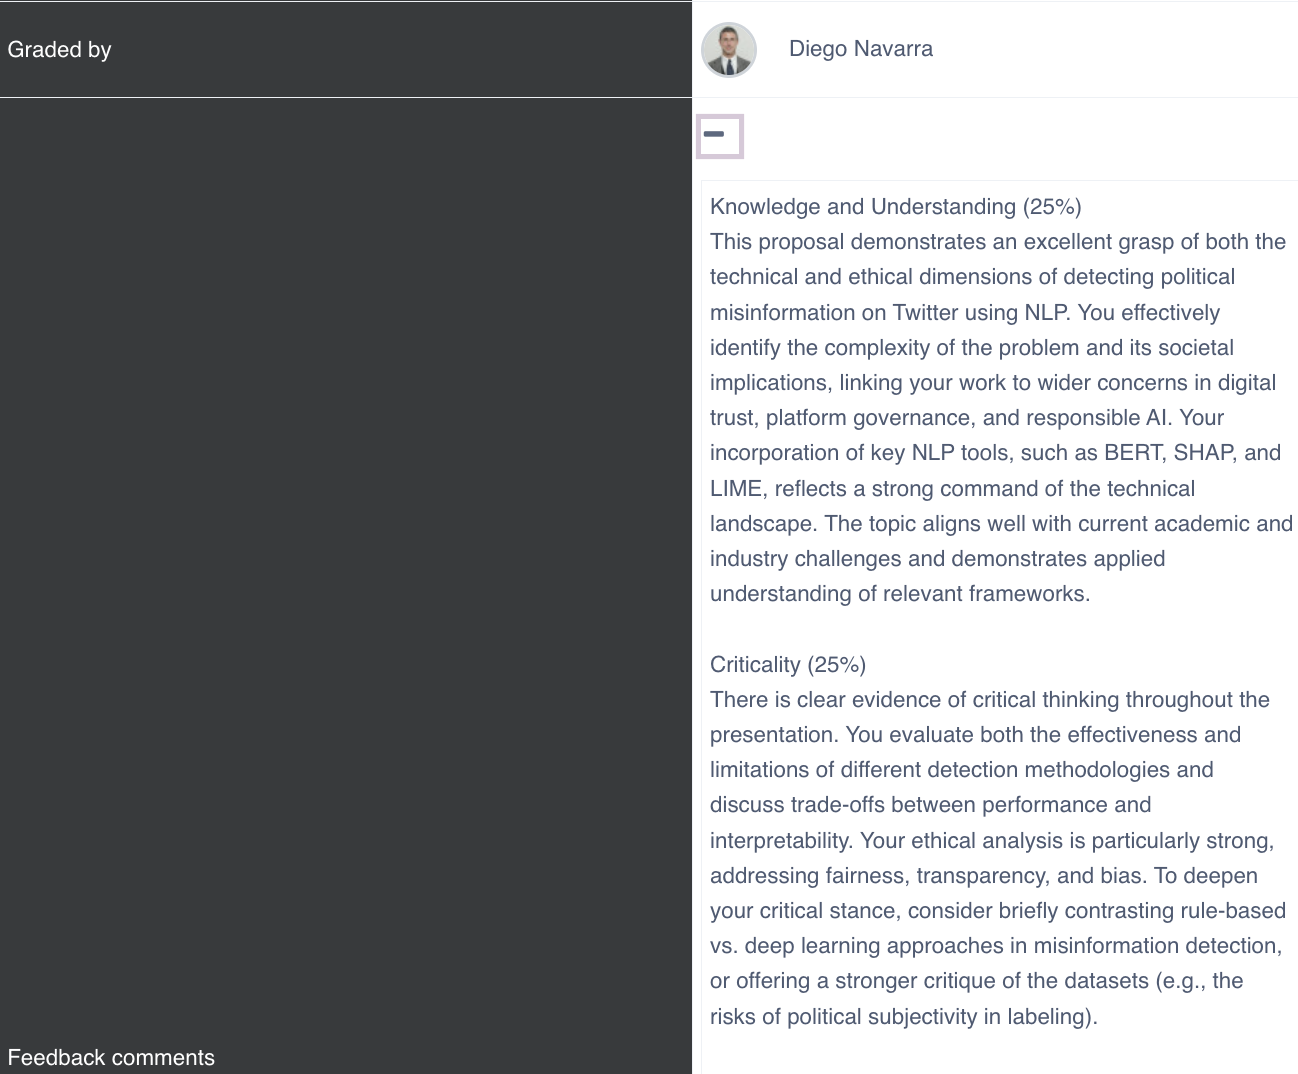 Graded by
Diego Navarra
Knowledge and Understanding (25%)
This proposal demonstrates an excellent grasp of both the
technical and ethical dimensions of detecting political
misinformation on Twitter using NLP. You effectively
identify the complexity of the problem and its societal
implications, linking your work to wider concerns in digital
trust, platform governance, and responsible AI. Your
incorporation of key NLP tools, such as BERT, SHAP, and
LIME, reflects a strong command of the technical
landscape. The topic aligns well with current academic and
industry challenges and demonstrates applied
understanding of relevant frameworks.
Criticality (25%)
There is clear evidence of critical thinking throughout the
presentation. You evaluate both the effectiveness and
limitations of different detection methodologies and
discuss trade-offs between performance and
interpretability. Your ethical analysis is particularly strong,
addressing fairness, transparency, and bias. To deepen
your critical stance, consider briefly contrasting rule-based
vs. deep learning approaches in misinformation detection,
or offering a stronger critique of the datasets (e.g., the
risks of political subjectivity in labeling).
Feedback comments